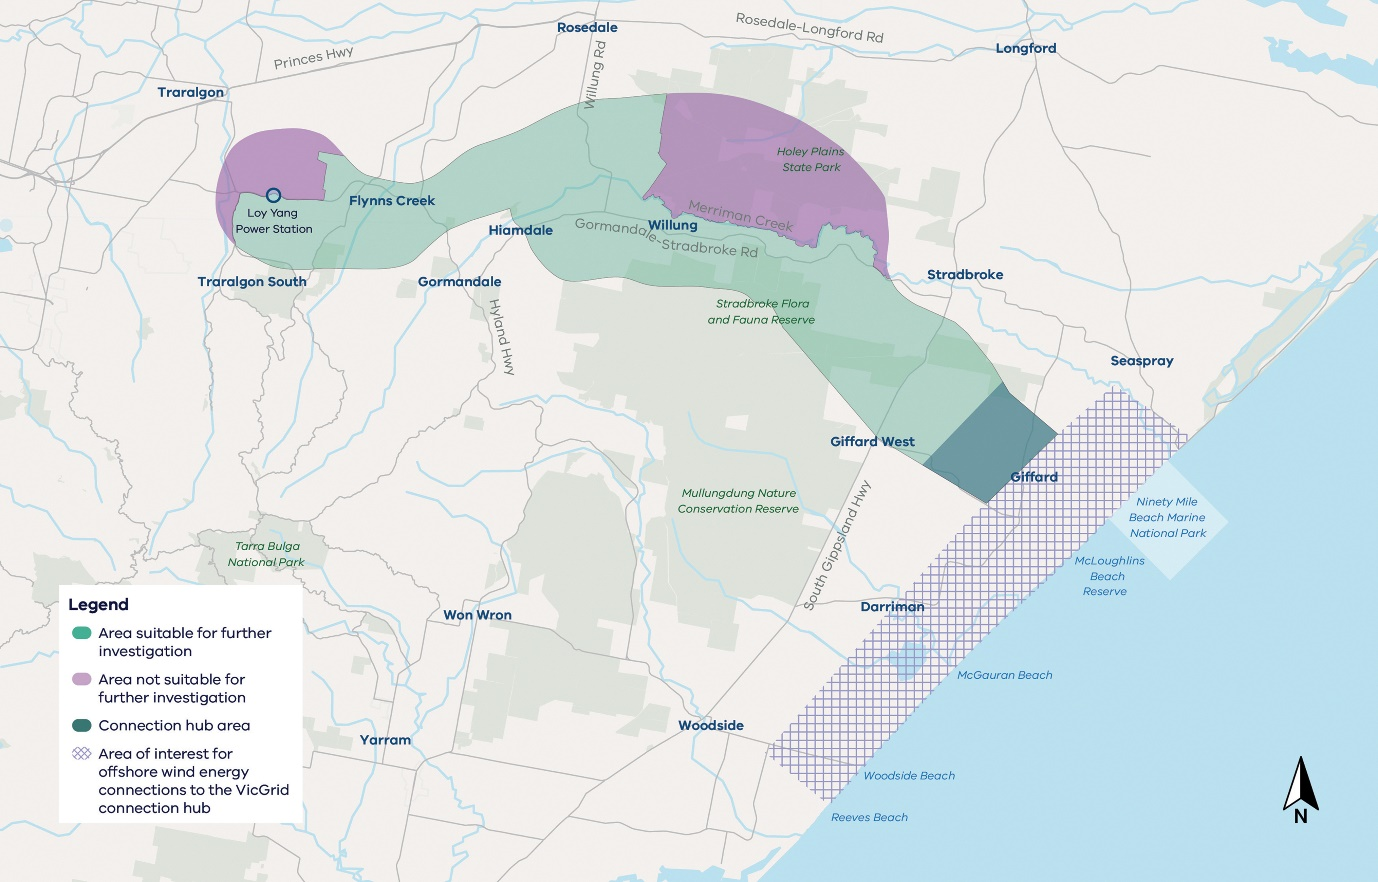 Rosedale
Rosedale-Longford Rd
Longford
Princes Hwy
Willung Rd
Traralgon
Holey Plains
State Park
Flynns Creek
Loy Yang
Power Station
Merriman Creek
Willung
Hiamdale
Gormandale-Stradbroke Rd
Traralgon South
Gormandale
Stradbroke
Stradbroke Flora
and Fauna Reserve
Hyland Hwy
Seaspray
Giffard West
Giffard
Mullungdung Nature
Conservation Reserve
South Gippsland Hwy
Ninety Mile
Beach Marine
National Park
Tarra Bulga
National Park
McLoughlins
Beach
Reserve
Darriman
Won Wron
McGauran Beach
Woodside
Yarram
Woodside Beach
Reeves Beach
Legend
Area suitable for further
investigation
Area not suitable for
further investigation
Connection hub area
Area of interest for
offshore wind energy
connections to the VicGrid
connection hub
N